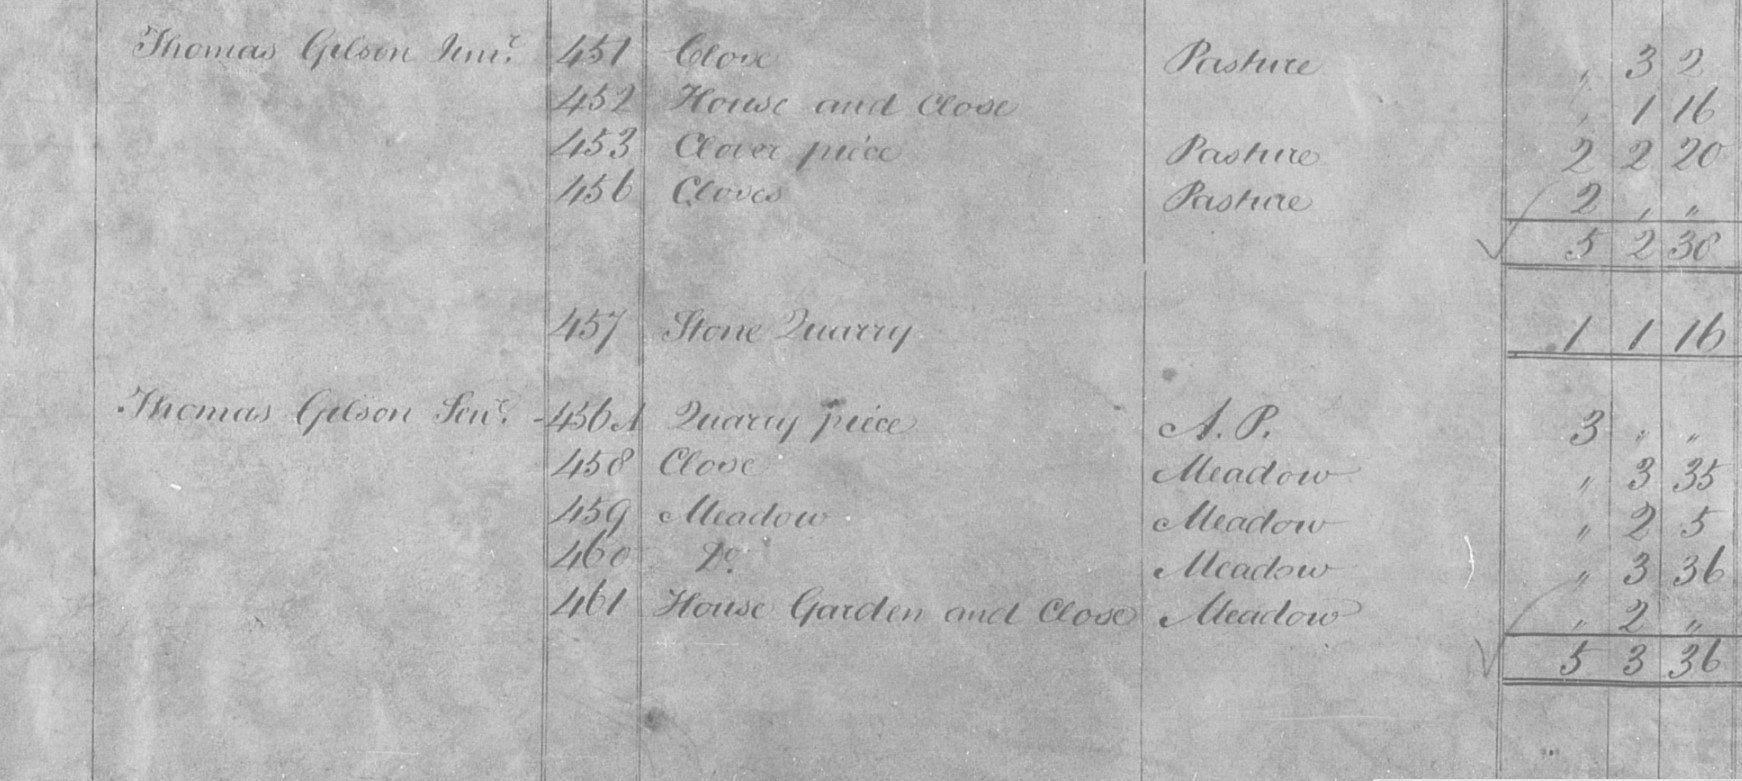 Thomas Gilson Junr. 451 Close Pasture " 3 2
452 House and Close " 1 16
453 Clover piece Pasture 2 2 20
456 Closes Pasture 2 " "
5 2 38
457 Stone Quarry 1 1 16
Thomas Gilson Senr. 456A Quarry piece A. P. 3 " "
458 Close Meadow " 3 35
459 Meadow Meadow " 2 5
460 Do. Meadow " 3 36
461 House Garden and Close Meadow " 2 "
5 3 36